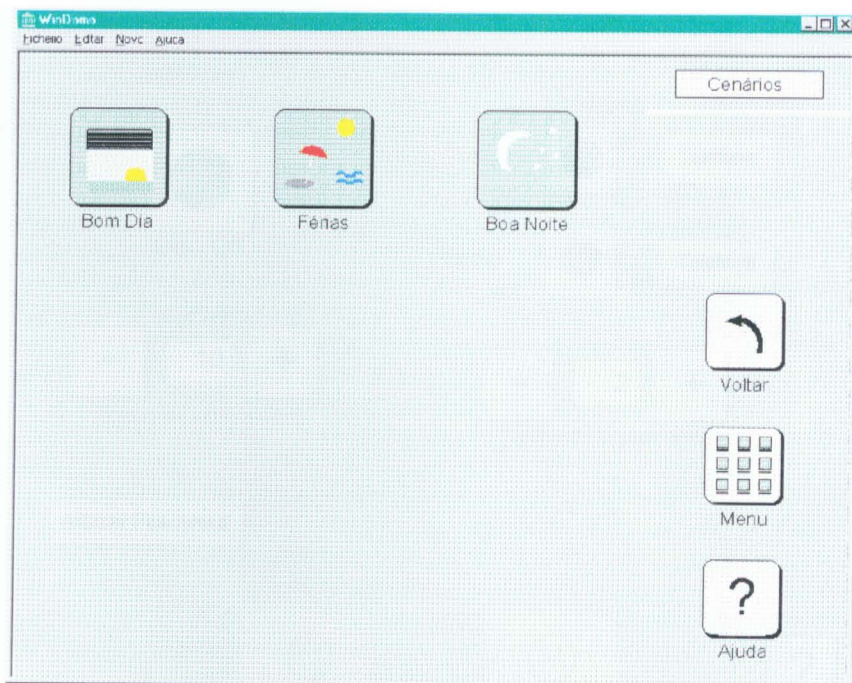 WinDomo
Ficheiro Editar Novo Ajuda
Cenários
Bom Dia
Férias
Boa Noite
Voltar
Menu
?
Ajuda